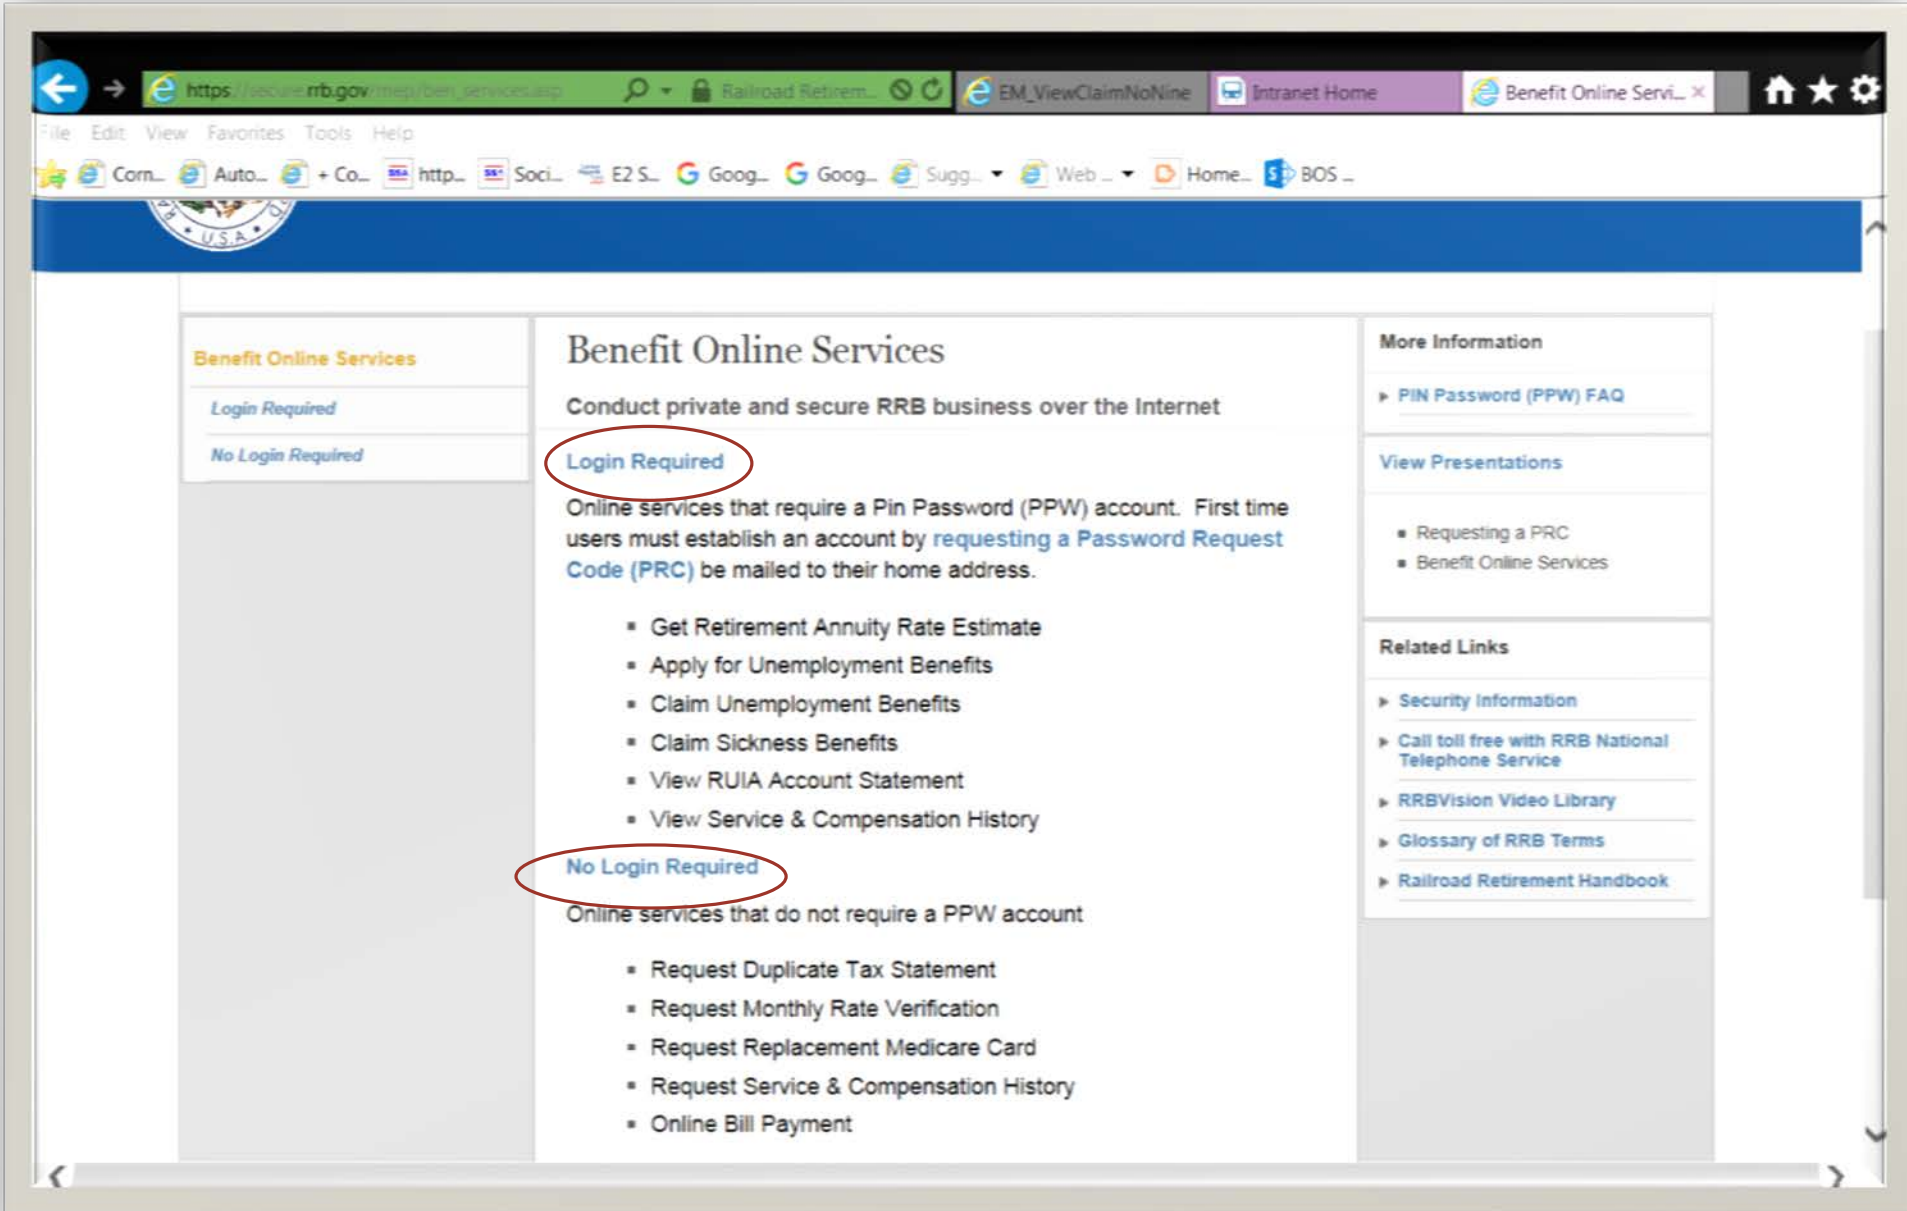 https://secure.rrb.gov/mep/ben_services.asp
Railroad Retirem...
EM_ViewClaimNoNine
Intranet Home
Benefit Online Servi...
File Edit View Favorites Tools Help
Corn...
Auto...
+ Co...
http...
Soci...
E2 S...
Goog...
Goog...
Sugg...
Web ...
Home...
BOS ...
U.S.A.
Benefit Online Services
Login Required
No Login Required
Benefit Online Services
Conduct private and secure RRB business over the Internet
Login Required
Online services that require a Pin Password (PPW) account. First time
users must establish an account by requesting a Password Request
Code (PRC) be mailed to their home address.
Get Retirement Annuity Rate Estimate
Apply for Unemployment Benefits
Claim Unemployment Benefits
Claim Sickness Benefits
View RUIA Account Statement
View Service & Compensation History
No Login Required
Online services that do not require a PPW account
Request Duplicate Tax Statement
Request Monthly Rate Verification
Request Replacement Medicare Card
Request Service & Compensation History
Online Bill Payment
More Information
PIN Password (PPW) FAQ
View Presentations
Requesting a PRC
Benefit Online Services
Related Links
Security Information
Call toll free with RRB National
Telephone Service
RRBVision Video Library
Glossary of RRB Terms
Railroad Retirement Handbook